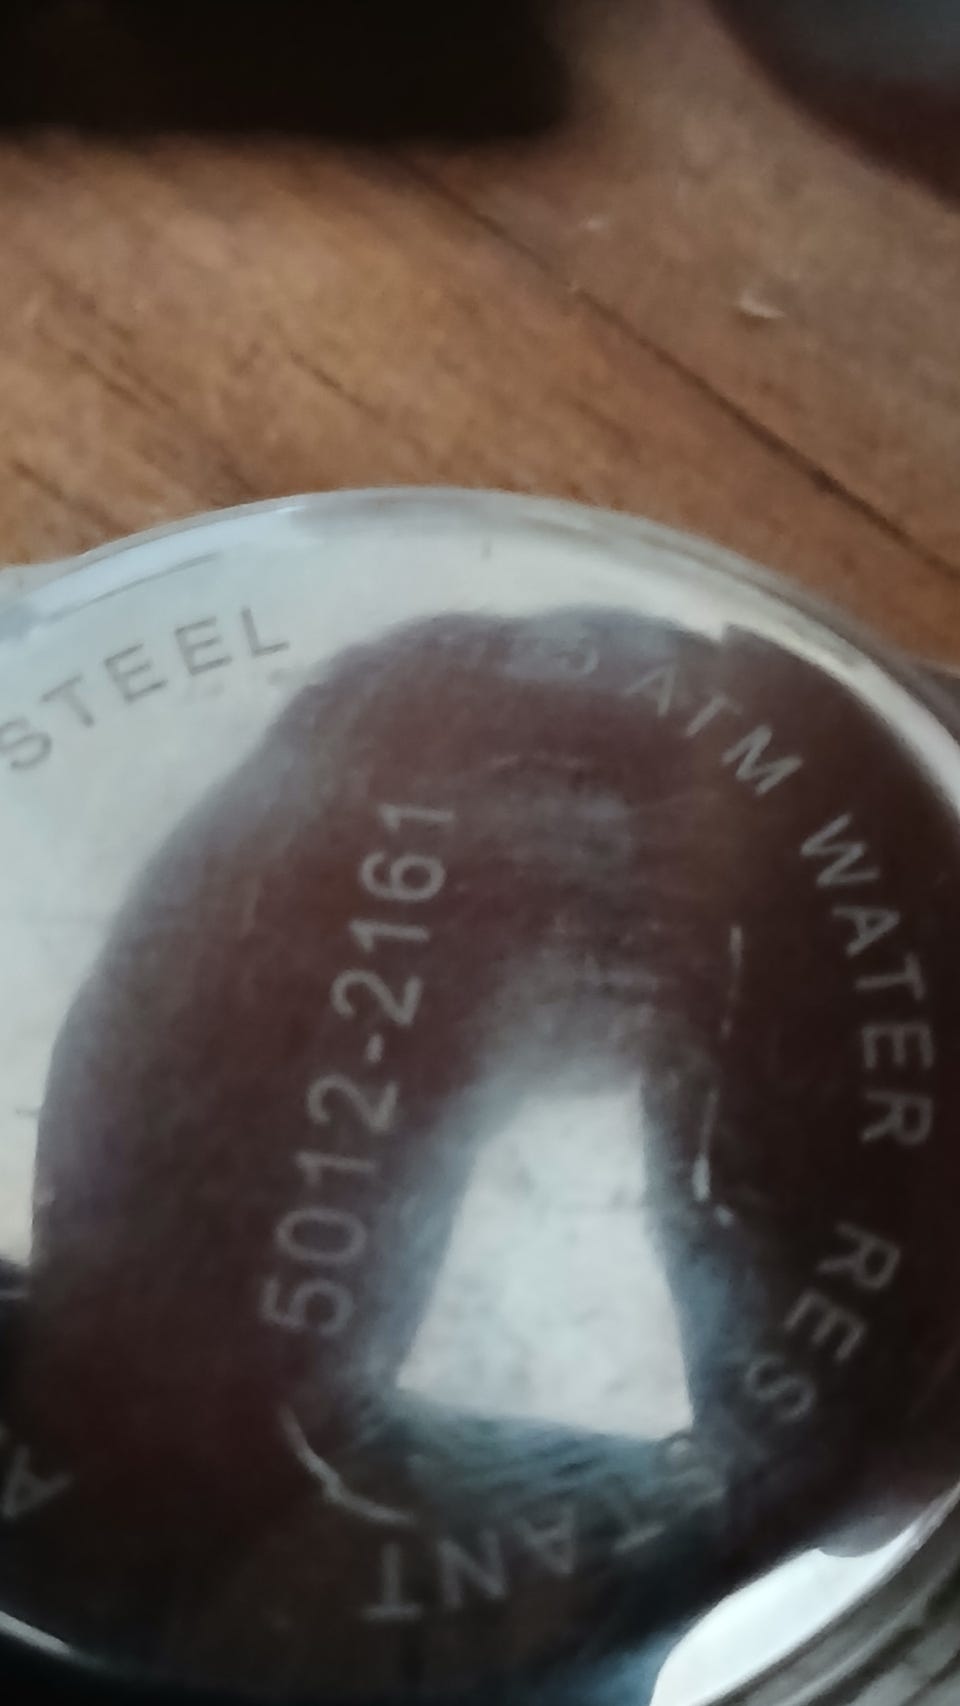 STEEL
ATM WATER RESISTANT
5012-2161